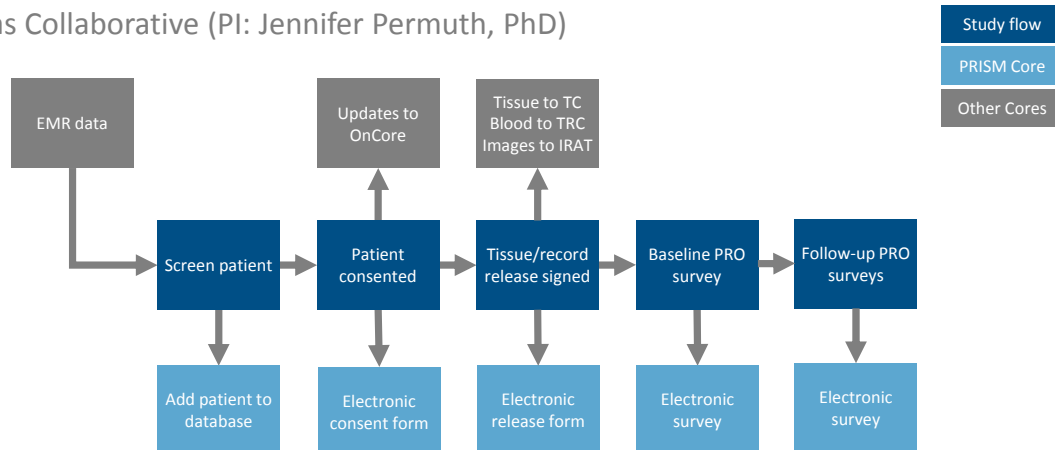 Collaborative (PI: Jennifer Permuth, PhD)
Study flow
PRISM Core
Other Cores
EMR data
Updates to
OnCore
Tissue to TC
Blood to TRC
Images to IRAT
Screen patient
Patient
consented
Tissue/record
release signed
Baseline PRO
survey
Follow-up PRO
surveys
Add patient to
database
Electronic
consent form
Electronic
release form
Electronic
survey
Electronic
survey